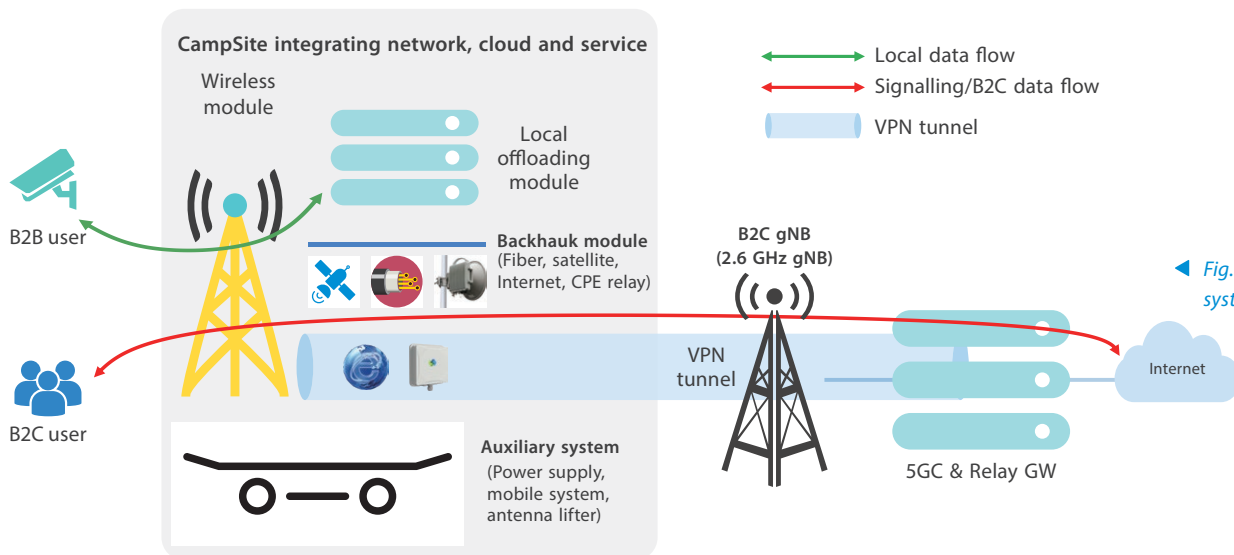 CampSite integrating network, cloud and service
Wireless
module
Local
offloading
module
B2B user
Backhauk module
(Fiber, satellite,
Internet, CPE relay)
B2C user
VPN
tunnel
Auxiliary system
(Power supply,
mobile system,
antenna lifter)
Local data flow
Signalling/B2C data flow
VPN tunnel
B2C gNB
(2.6 GHz gNB)
5GC & Relay GW
Internet
◀ Fig.
syst